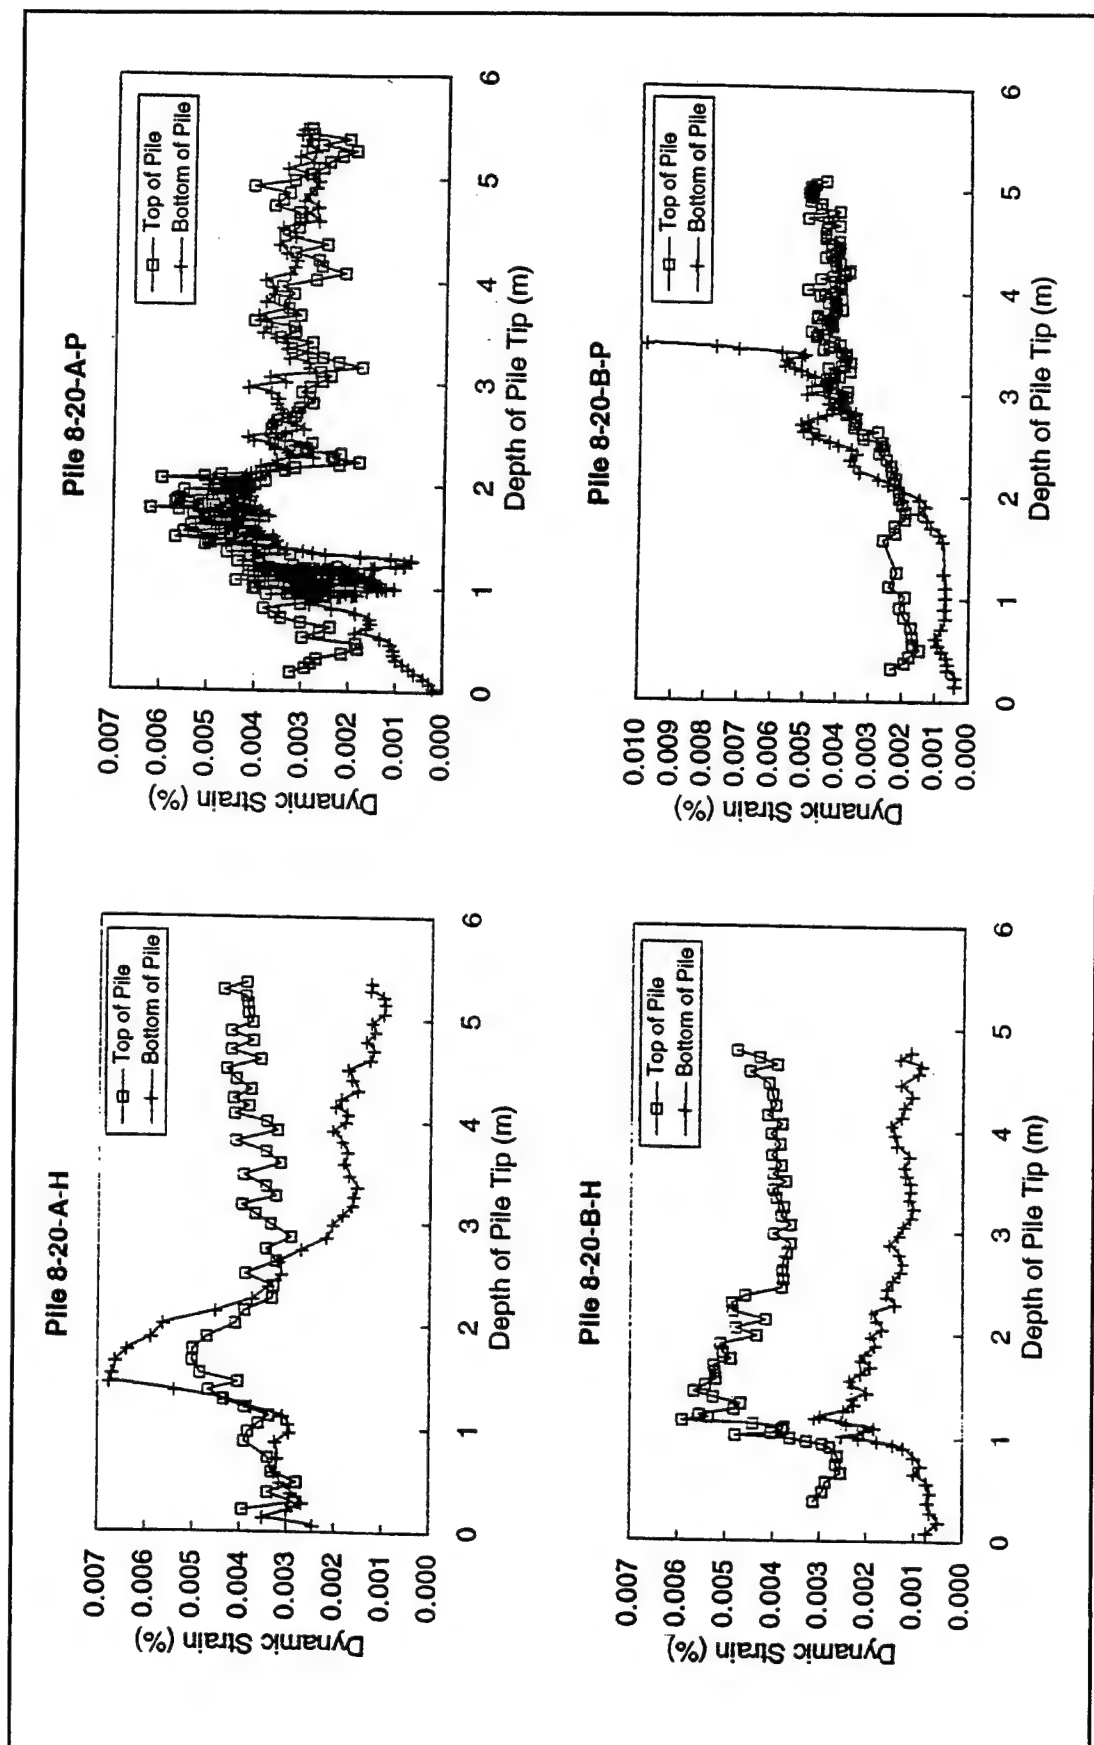 Pile 8-20-A-H
Top of Pile
Bottom of Pile
0.007
0.006
0.005
0.004
0.003
0.002
0.001
0.000
Dynamic Strain (%)
0 1 2 3 4 5 6
Depth of Pile Tip (m)
Pile 8-20-A-P
Top of Pile
Bottom of Pile
0.007
0.006
0.005
0.004
0.003
0.002
0.001
0.000
Dynamic Strain (%)
0 1 2 3 4 5 6
Depth of Pile Tip (m)
Pile 8-20-B-H
Top of Pile
Bottom of Pile
0.007
0.006
0.005
0.004
0.003
0.002
0.001
0.000
Dynamic Strain (%)
0 1 2 3 4 5 6
Depth of Pile Tip (m)
Pile 8-20-B-P
Top of Pile
Bottom of Pile
0.010
0.009
0.008
0.007
0.006
0.005
0.004
0.003
0.002
0.001
0.000
Dynamic Strain (%)
0 1 2 3 4 5 6
Depth of Pile Tip (m)